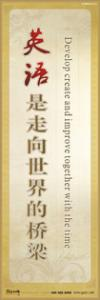 英语是走向世界的桥梁
Develop create and improve together with the time